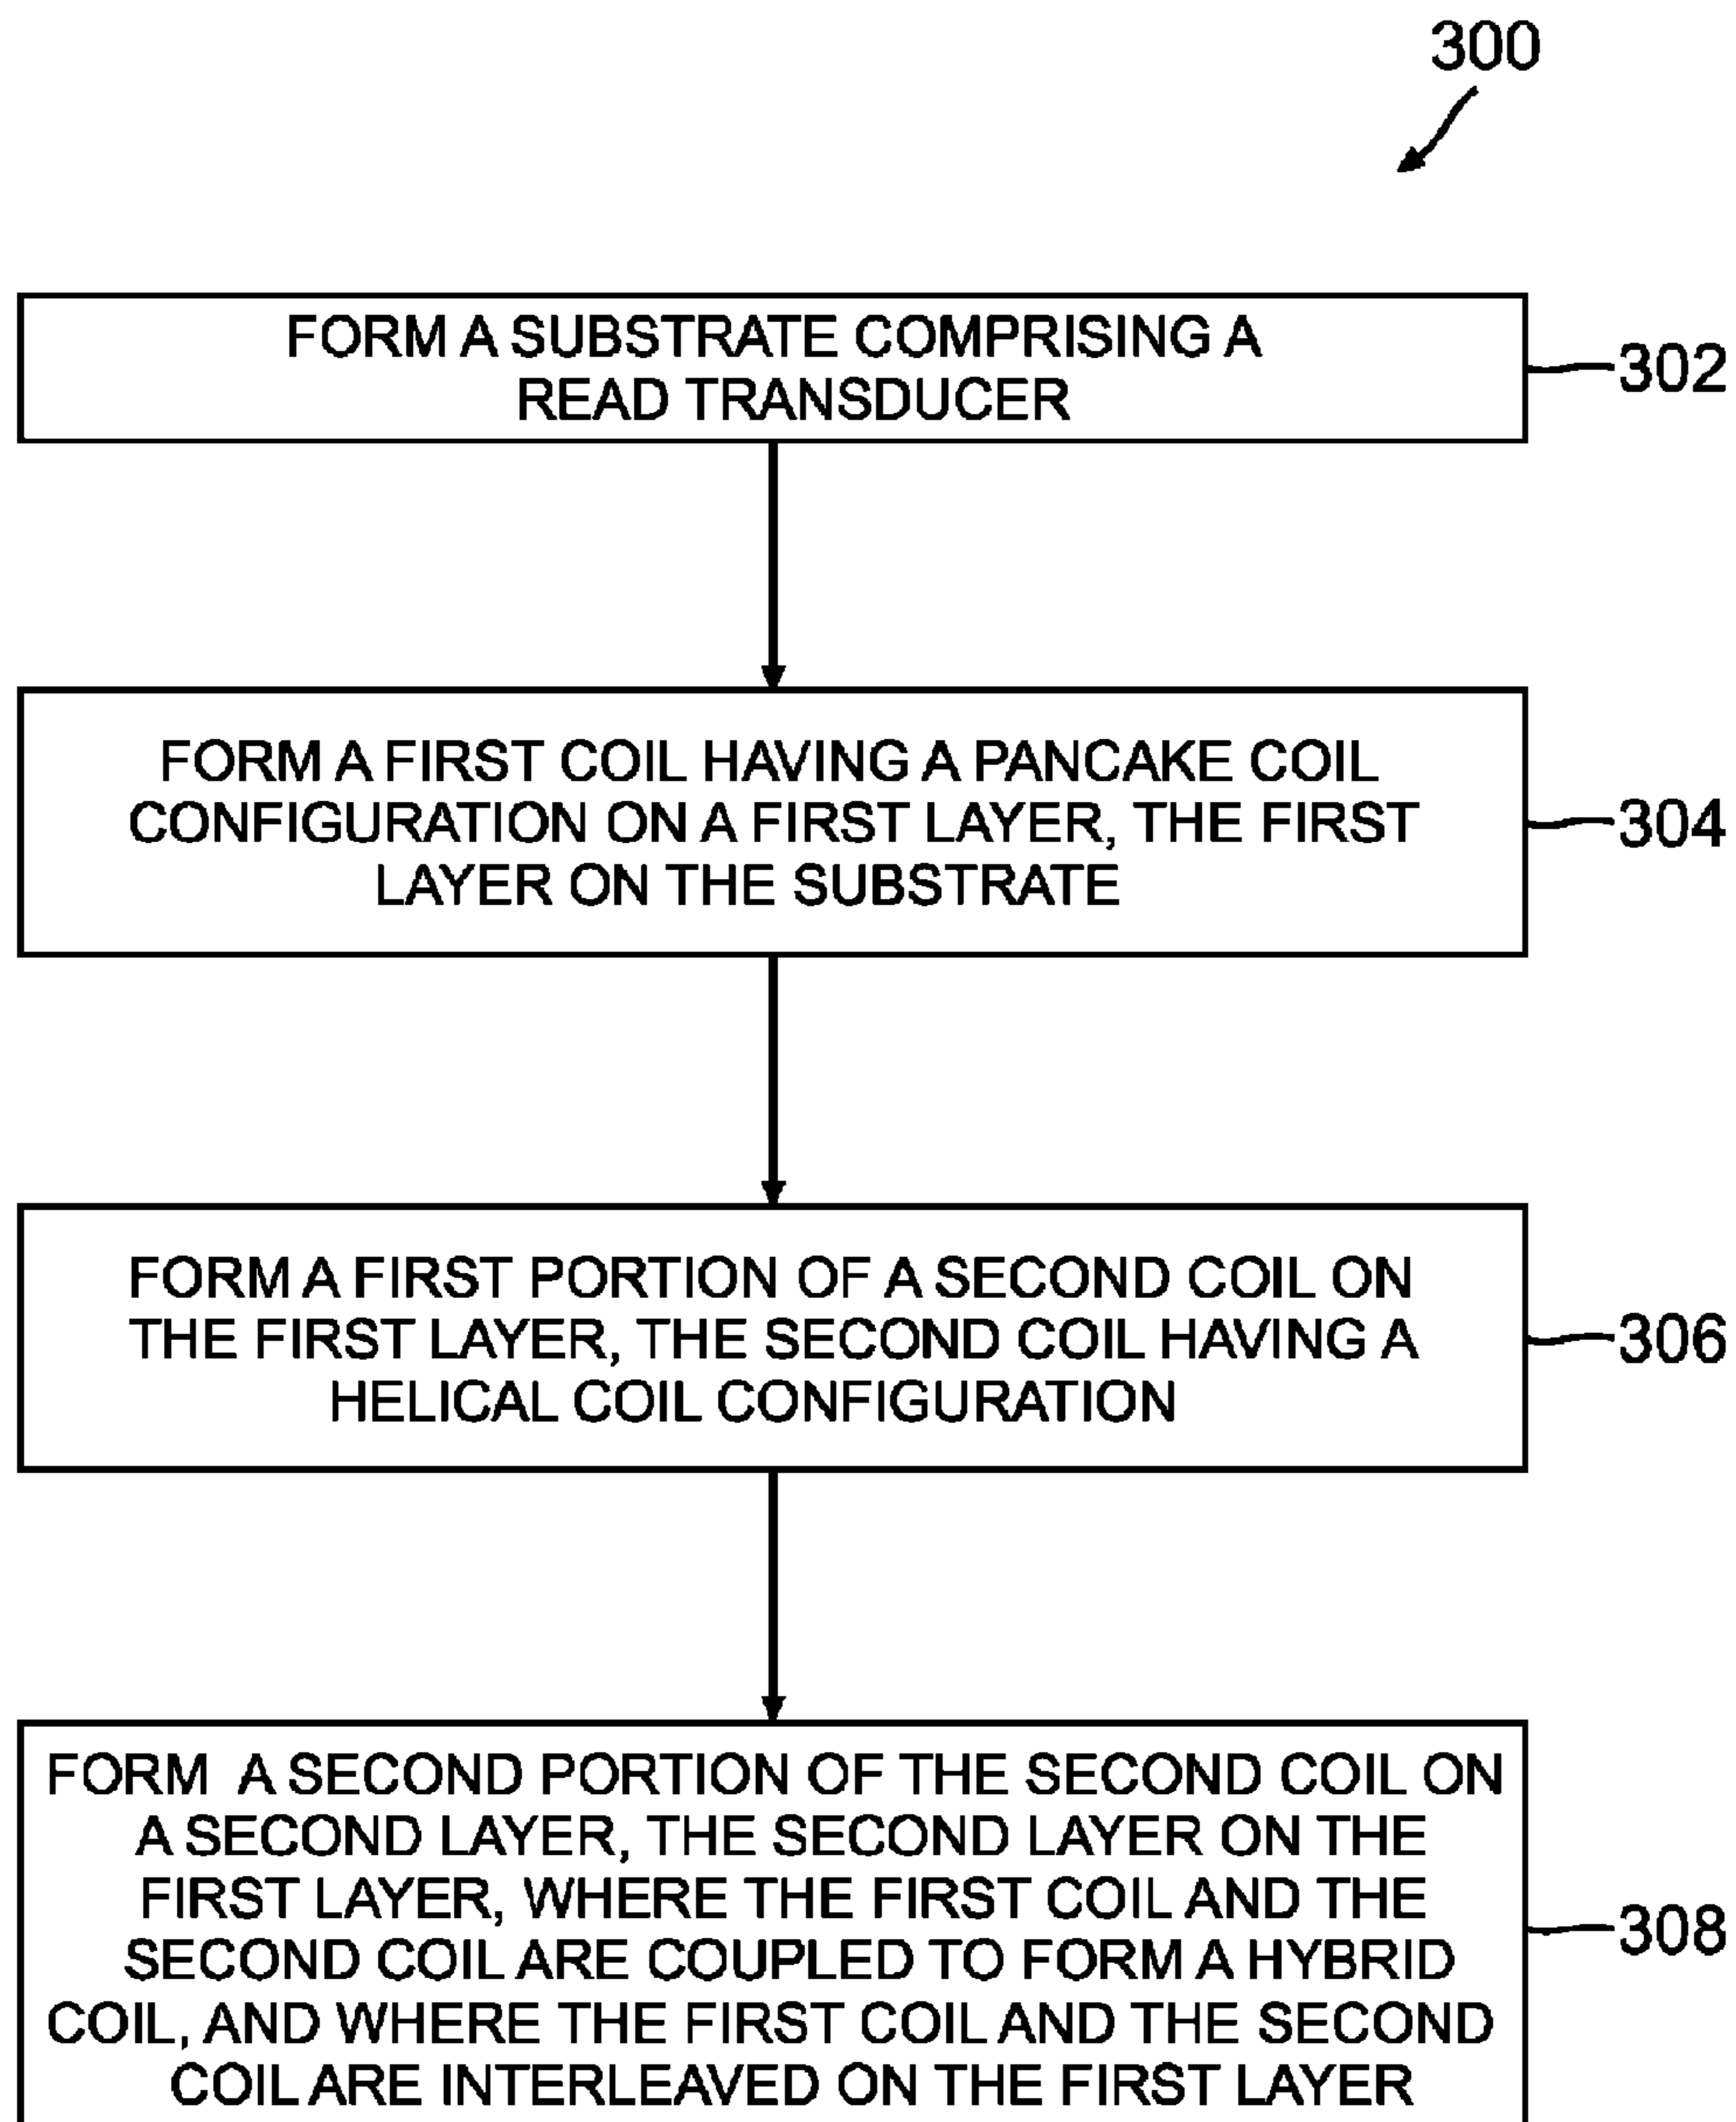 300
FORM A SUBSTRATE COMPRISING A
READ TRANSDUCER
302
FORM A FIRST COIL HAVING A PANCAKE COIL
CONFIGURATION ON A FIRST LAYER, THE FIRST
LAYER ON THE SUBSTRATE
304
FORM A FIRST PORTION OF A SECOND COIL ON
THE FIRST LAYER, THE SECOND COIL HAVING A
HELICAL COIL CONFIGURATION
306
FORM A SECOND PORTION OF THE SECOND COIL ON
A SECOND LAYER, THE SECOND LAYER ON THE
FIRST LAYER, WHERE THE FIRST COIL AND THE
SECOND COIL ARE COUPLED TO FORM A HYBRID
COIL, AND WHERE THE FIRST COIL AND THE SECOND
COIL ARE INTERLEAVED ON THE FIRST LAYER
308